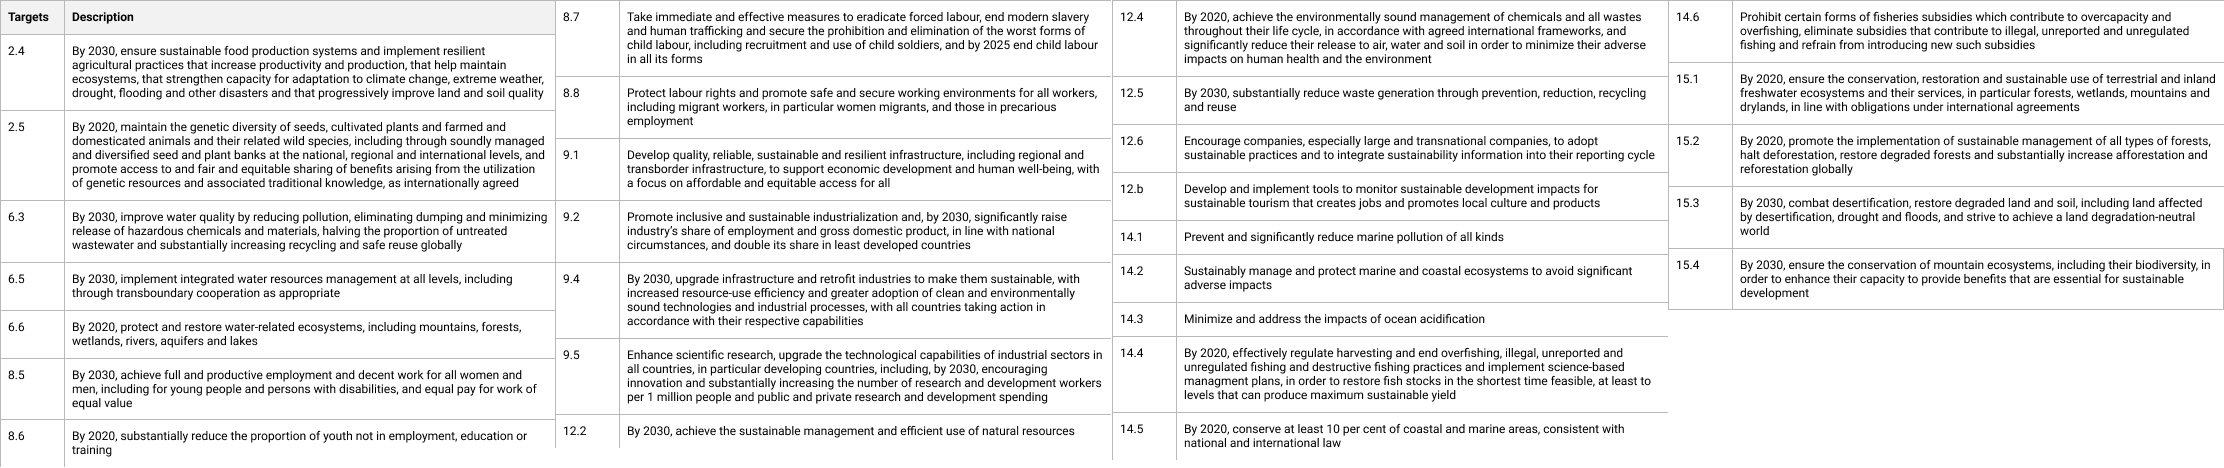 Targets Description
2.4 By 2030, ensure sustainable food production systems and implement resilient
agricultural practices that increase productivity and production, that help maintain
ecosystems, that strengthen capacity for adaptation to climate change, extreme weather,
drought, flooding and other disasters and that progressively improve land and soil quality
2.5 By 2020, maintain the genetic diversity of seeds, cultivated plants and farmed and
domesticated animals and their related wild species, including through soundly managed
and diversified seed and plant banks at the national, regional and international levels, and
promote access to and fair and equitable sharing of benefits arising from the utilization
of genetic resources and associated traditional knowledge, as internationally agreed
6.3 By 2030, improve water quality by reducing pollution, eliminating dumping and minimizing
release of hazardous chemicals and materials, halving the proportion of untreated
wastewater and substantially increasing recycling and safe reuse globally
6.5 By 2030, implement integrated water resources management at all levels, including
through transboundary cooperation as appropriate
6.6 By 2020, protect and restore water-related ecosystems, including mountains, forests,
wetlands, rivers, aquifers and lakes
8.5 By 2030, achieve full and productive employment and decent work for all women and
men, including for young people and persons with disabilities, and equal pay for work of
equal value
8.6 By 2020, substantially reduce the proportion of youth not in employment, education or
training
8.7 Take immediate and effective measures to eradicate forced labour, end modern slavery
and human trafficking and secure the prohibition and elimination of the worst forms of
child labour, including recruitment and use of child soldiers, and by 2025 end child labour
in all its forms
8.8 Protect labour rights and promote safe and secure working environments for all workers,
including migrant workers, in particular women migrants, and those in precarious
employment
9.1 Develop quality, reliable, sustainable and resilient infrastructure, including regional and
transborder infrastructure, to support economic development and human well-being, with
a focus on affordable and equitable access for all
9.2 Promote inclusive and sustainable industrialization and, by 2030, significantly raise
industry's share of employment and gross domestic product, in line with national
circumstances, and double its share in least developed countries
9.4 By 2030, upgrade infrastructure and retrofit industries to make them sustainable, with
increased resource-use efficiency and greater adoption of clean and environmentally
sound technologies and industrial processes, with all countries taking action in
accordance with their respective capabilities
9.5 Enhance scientific research, upgrade the technological capabilities of industrial sectors in
all countries, in particular developing countries, including, by 2030, encouraging
innovation and substantially increasing the number of research and development workers
per 1 million people and public and private research and development spending
12.2 By 2030, achieve the sustainable management and efficient use of natural resources
12.4 By 2020, achieve the environmentally sound management of chemicals and all wastes
throughout their life cycle, in accordance with agreed international frameworks, and
significantly reduce their release to air, water and soil in order to minimize their adverse
impacts on human health and the environment
12.5 By 2030, substantially reduce waste generation through prevention, reduction, recycling
and reuse
12.6 Encourage companies, especially large and transnational companies, to adopt
sustainable practices and to integrate sustainability information into their reporting cycle
12.b Develop and implement tools to monitor sustainable development impacts for
sustainable tourism that creates jobs and promotes local culture and products
14.1 Prevent and significantly reduce marine pollution of all kinds
14.2 Sustainably manage and protect marine and coastal ecosystems to avoid significant
adverse impacts
14.3 Minimize and address the impacts of ocean acidification
14.4 By 2020, effectively regulate harvesting and end overfishing, illegal, unreported and
unregulated fishing and destructive fishing practices and implement science-based
managment plans, in order to restore fish stocks in the shortest time feasible, at least to
levels that can produce maximum sustainable yield
14.5 By 2020, conserve at least 10 per cent of coastal and marine areas, consistent with
national and international law
14.6 Prohibit certain forms of fisheries subsidies which contribute to overcapacity and
overfishing, eliminate subsidies that contribute to illegal, unreported and unregulated
fishing and refrain from introducing new such subsidies
15.1 By 2020, ensure the conservation, restoration and sustainable use of terrestrial and inland
freshwater ecosystems and their services, in particular forests, wetlands, mountains and
drylands, in line with obligations under international agreements
15.2 By 2020, promote the implementation of sustainable management of all types of forests,
halt deforestation, restore degraded forests and substantially increase afforestation and
reforestation globally
15.3 By 2030, combat desertification, restore degraded land and soil, including land affected
by desertification, drought and floods, and strive to achieve a land degradation-neutral
world
15.4 By 2030, ensure the conservation of mountain ecosystems, including their biodiversity, in
order to enhance their capacity to provide benefits that are essential for sustainable
development